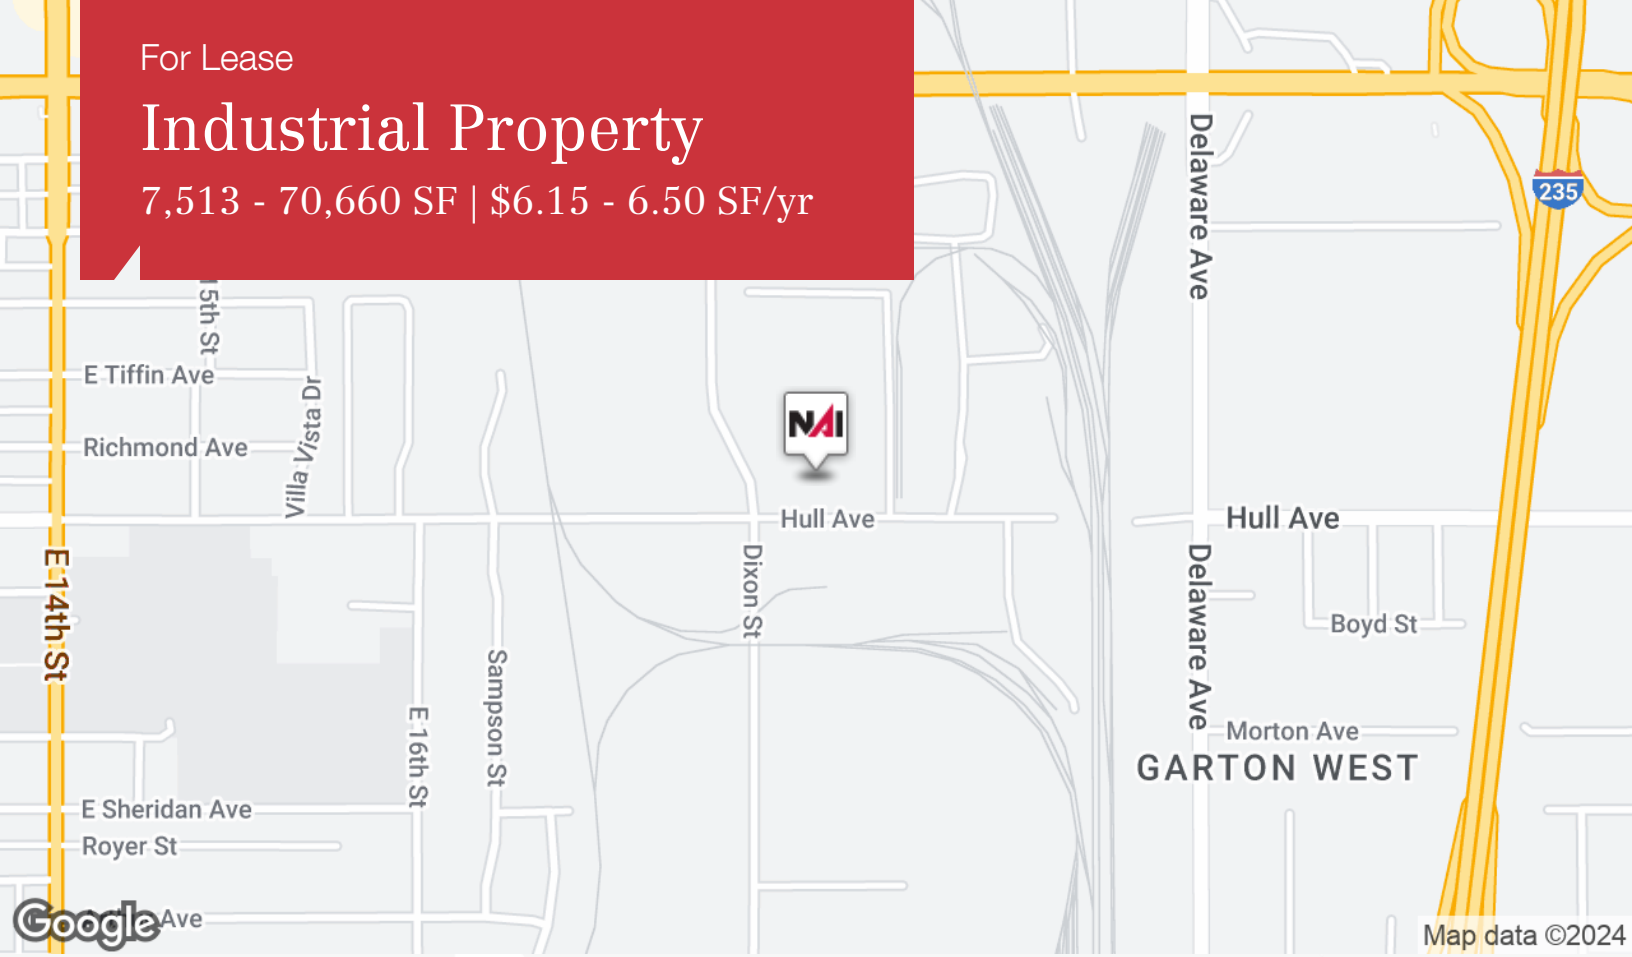 For Lease
Industrial Property
7,513 - 70,660 SF | $6.15 - 6.50 SF/yr
235
Delaware Ave
5th St
E Tiffin Ave
Villa Vista Dr
Richmond Ave
NAI
Hull Ave
Hull Ave
E 14th St
Dixon St
Delaware Ave
Boyd St
Sampson St
E 16th St
Morton Ave
GARTON WEST
E Sheridan Ave
Royer St
Ave
Google
Map data ©2024